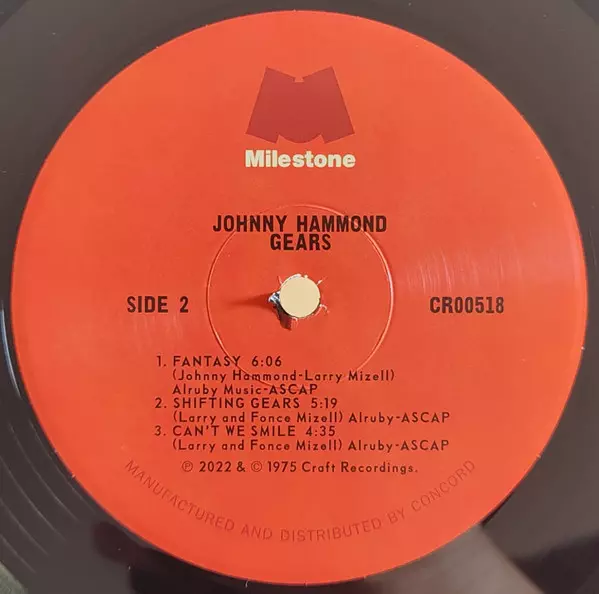 Milestone
JOHNNY HAMMOND
GEARS
SIDE 2
CR00518
1. FANTASY 6:06
(Johnny Hammond-Larry Mizell)
Alruby Music-ASCAP
2. SHIFTING GEARS 5:19
(Larry and Fonce Mizell) Alruby-ASCAP
3. CAN'T WE SMILE 4:35
(Larry and Fonce Mizell) Alruby-ASCAP
℗ 2022 & © 1975 Craft Recordings.
MANUFACTURED AND DISTRIBUTED BY CONCORD